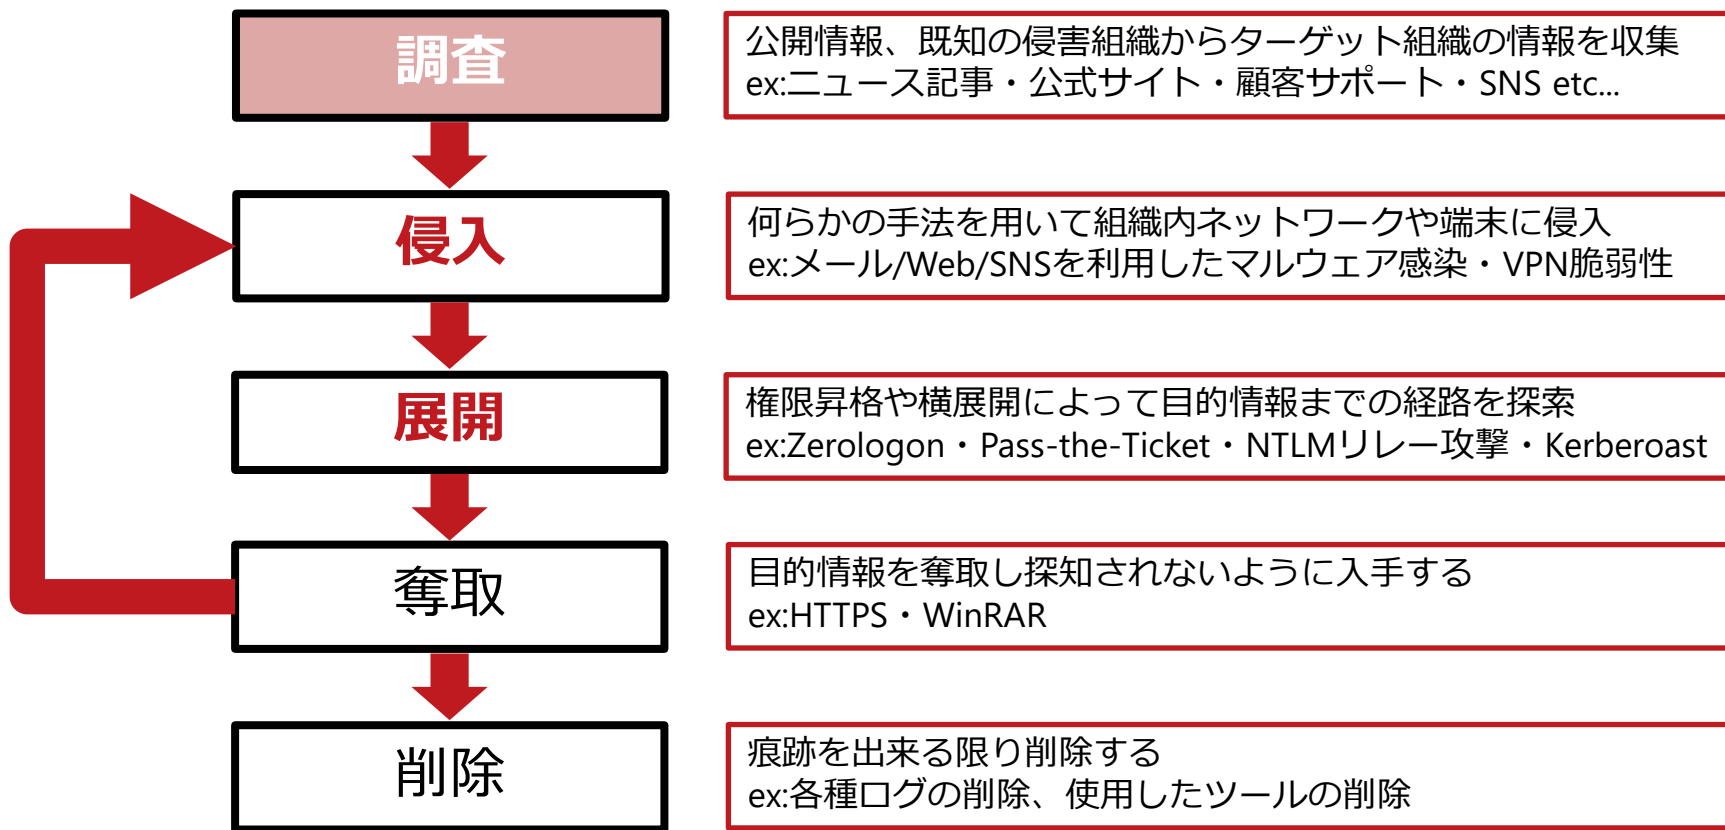 調査
公開情報、既知の侵害組織からターゲット組織の情報を収集
ex:ニュース記事・公式サイト・顧客サポート・SNS etc...
侵入
何らかの手法を用いて組織内ネットワークや端末に侵入
ex:メール/Web/SNSを利用したマルウェア感染・VPN脆弱性
展開
権限昇格や横展開によって目的情報までの経路を探索
ex:Zerologon・Pass-the-Ticket・NTLMリレー攻撃・Kerberoast
奪取
目的情報を奪取し探知されないように入手する
ex:HTTPS・WinRAR
削除
痕跡を出来る限り削除する
ex:各種ログの削除、使用したツールの削除